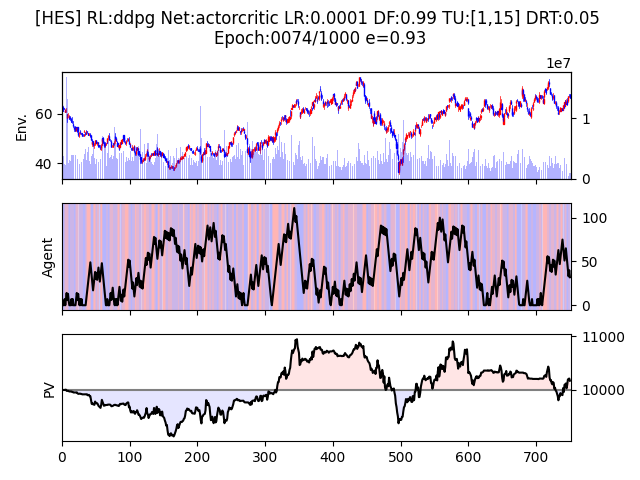 [HES] RL:ddpg Net:actorcritic LR:0.0001 DF:0.99 TU:[1,15] DRT:0.05
Epoch:0074/1000 e=0.93
1e7
Env.
60
40
1
0
Agent
100
50
0
PV
11000
10000
0 100 200 300 400 500 600 700